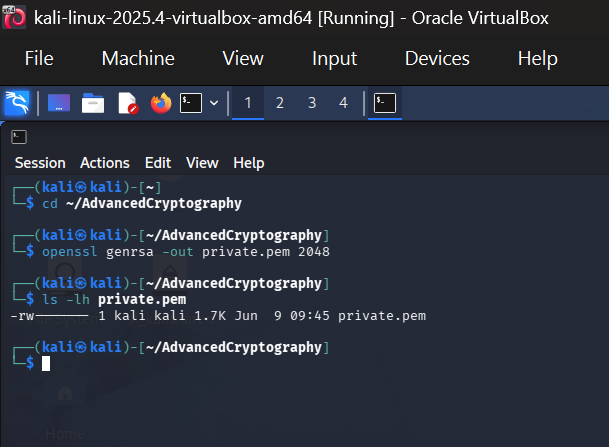 x64
kali-linux-2025.4-virtualbox-amd64 [Running] - Oracle VirtualBox
File Machine View Input Devices Help
1 2 3 4
Session Actions Edit View Help
┌──(kali㉿kali)-[~]
└─$ cd ~/AdvancedCryptography
┌──(kali㉿kali)-[~/AdvancedCryptography]
└─$ openssl genrsa -out private.pem 2048
┌──(kali㉿kali)-[~/AdvancedCryptography]
└─$ ls -lh private.pem
-rw------- 1 kali kali 1.7K Jun  9 09:45 private.pem
┌──(kali㉿kali)-[~/AdvancedCryptography]
└─$
Home